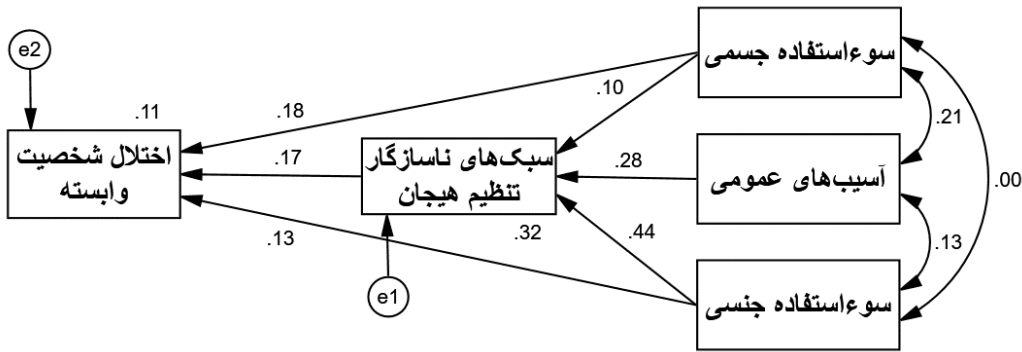 سوءاستفاده جسمی
e2
.10
.11
.18
.21
اختلال شخصیت
وابسته
.17
سبک‌های ناسازگار
تنظیم هیجان
.28
آسیب‌های عمومی
.00
.13
.32
.44
.13
e1
سوءاستفاده جنسی